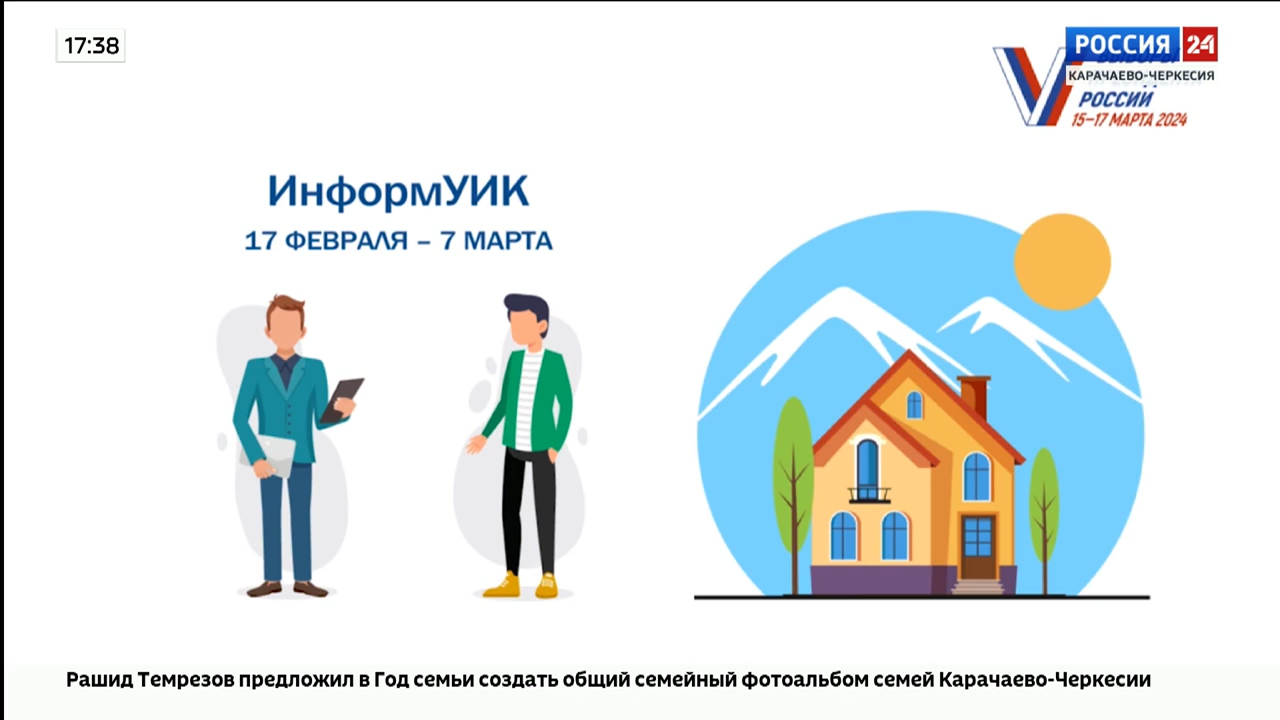 17:38
РОССИЯ 24
КАРАЧАЕВО-ЧЕРКЕСИЯ
РОССИИ
15–17 МАРТА 2024
ИнформУИК
17 ФЕВРАЛЯ – 7 МАРТА
Рашид Темрезов предложил в Год семьи создать общий семейный фотоальбом семей Карачаево-Черкесии